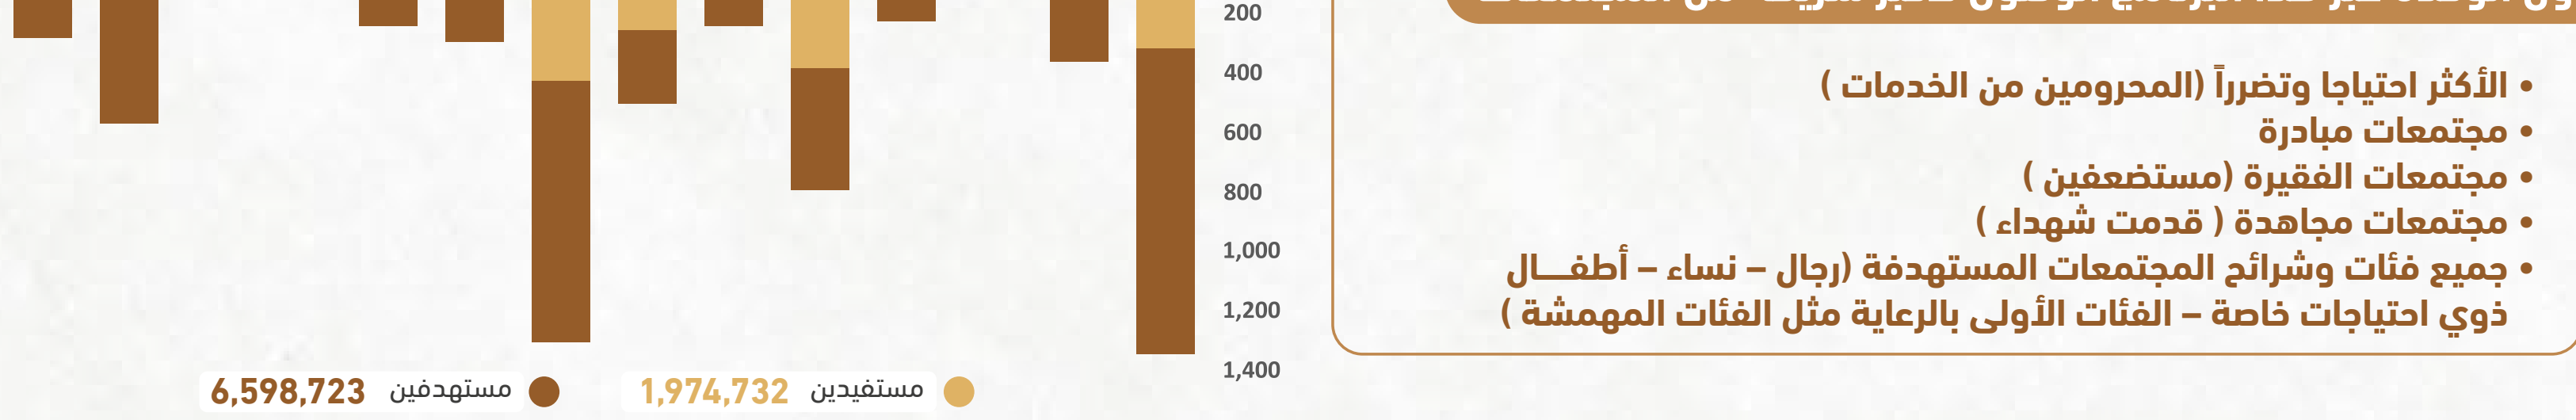 • الأكثر احتياجا وتضرراً (المحرومين من الخدمات )
• مجتمعات مبادرة
• مجتمعات الفقيرة (مستضعفين )
• مجتمعات مجاهدة ( قدمت شهداء )
• جميع فئات وشرائح المجتمعات المستهدفة (رجال – نساء – أطفـــال
ذوي احتياجات خاصة – الفئات الأولى بالرعاية مثل الفئات المهمشة )
200
400
600
800
1,000
1,200
1,400
مستفيدين 1,974,732
مستهدفين 6,598,723